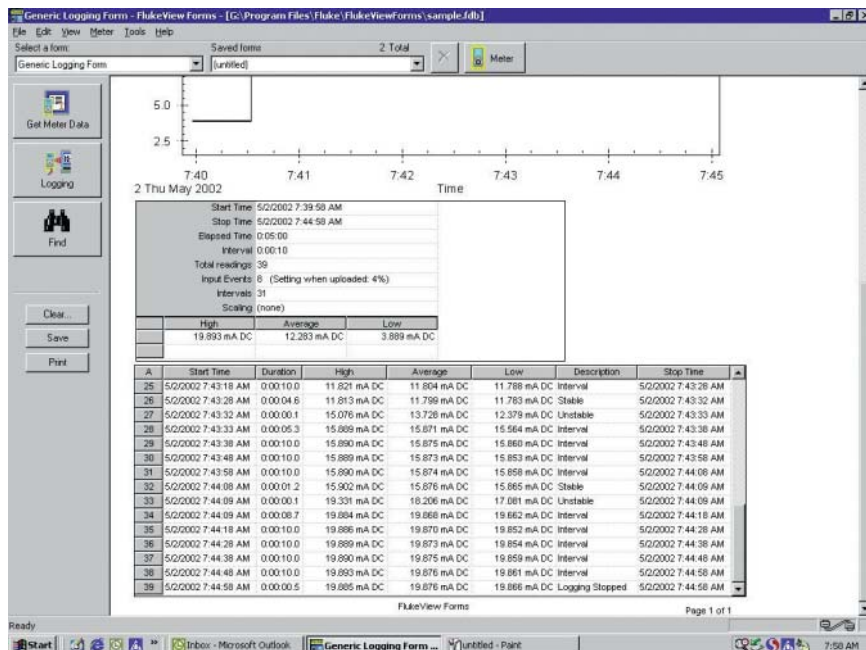 Generic Logging Form - FlukeView Forms - [G:\Program Files\Fluke\FlukeViewForms\sample.fdb]
File Edit View Meter Tools Help
Select a form: Saved forms 2 Total
Generic Logging Form (untitled) Meter
Get Meter Data
Logging
Find
Clear...
Save
Print
5.0
2.5
7:40 7:41 7:42 7:43 7:44 7:45
2 Thu May 2002 Time
Start Time 5/2/2002 7:39:58 AM
Stop Time 5/2/2002 7:44:58 AM
Elapsed Time 0:05:00
Interval 0:00:10
Total readings 39
Input Events 8 (Setting when uploaded: 4%)
Intervals 31
Scaling (none)
High Average Low
19.893 mA DC 12.283 mA DC 3.889 mA DC
A Start Time Duration High Average Low Description Stop Time
25 5/2/2002 7:43:18 AM 0:00:10.0 11.821 mA DC 11.804 mA DC 11.788 mA DC Interval 5/2/2002 7:43:28 AM
26 5/2/2002 7:43:28 AM 0:00:04.6 11.813 mA DC 11.799 mA DC 11.783 mA DC Stable 5/2/2002 7:43:32 AM
27 5/2/2002 7:43:32 AM 0:00:00.1 15.076 mA DC 13.728 mA DC 12.379 mA DC Unstable 5/2/2002 7:43:33 AM
28 5/2/2002 7:43:33 AM 0:00:05.3 15.889 mA DC 15.871 mA DC 15.564 mA DC Interval 5/2/2002 7:43:38 AM
29 5/2/2002 7:43:38 AM 0:00:10.0 15.890 mA DC 15.875 mA DC 15.860 mA DC Interval 5/2/2002 7:43:48 AM
30 5/2/2002 7:43:48 AM 0:00:10.0 15.889 mA DC 15.873 mA DC 15.853 mA DC Interval 5/2/2002 7:43:58 AM
31 5/2/2002 7:43:58 AM 0:00:10.0 15.890 mA DC 15.874 mA DC 15.858 mA DC Interval 5/2/2002 7:44:08 AM
32 5/2/2002 7:44:08 AM 0:00:01.2 15.902 mA DC 15.876 mA DC 15.865 mA DC Stable 5/2/2002 7:44:09 AM
33 5/2/2002 7:44:09 AM 0:00:00.1 19.331 mA DC 18.206 mA DC 17.081 mA DC Unstable 5/2/2002 7:44:09 AM
34 5/2/2002 7:44:09 AM 0:00:08.7 19.884 mA DC 19.868 mA DC 19.662 mA DC Interval 5/2/2002 7:44:18 AM
35 5/2/2002 7:44:18 AM 0:00:10.0 19.886 mA DC 19.870 mA DC 19.852 mA DC Interval 5/2/2002 7:44:28 AM
36 5/2/2002 7:44:28 AM 0:00:10.0 19.889 mA DC 19.873 mA DC 19.854 mA DC Interval 5/2/2002 7:44:38 AM
37 5/2/2002 7:44:38 AM 0:00:10.0 19.890 mA DC 19.875 mA DC 19.859 mA DC Interval 5/2/2002 7:44:48 AM
38 5/2/2002 7:44:48 AM 0:00:10.0 19.893 mA DC 19.876 mA DC 19.861 mA DC Interval 5/2/2002 7:44:58 AM
39 5/2/2002 7:44:58 AM 0:00:00.5 19.885 mA DC 19.876 mA DC 19.866 mA DC Logging Stopped 5/2/2002 7:44:58 AM
FlukeView Forms Page 1 of 1
Ready
Start Inbox - Microsoft Outlook Generic Logging Form ... untitled - Paint 7:58 AM